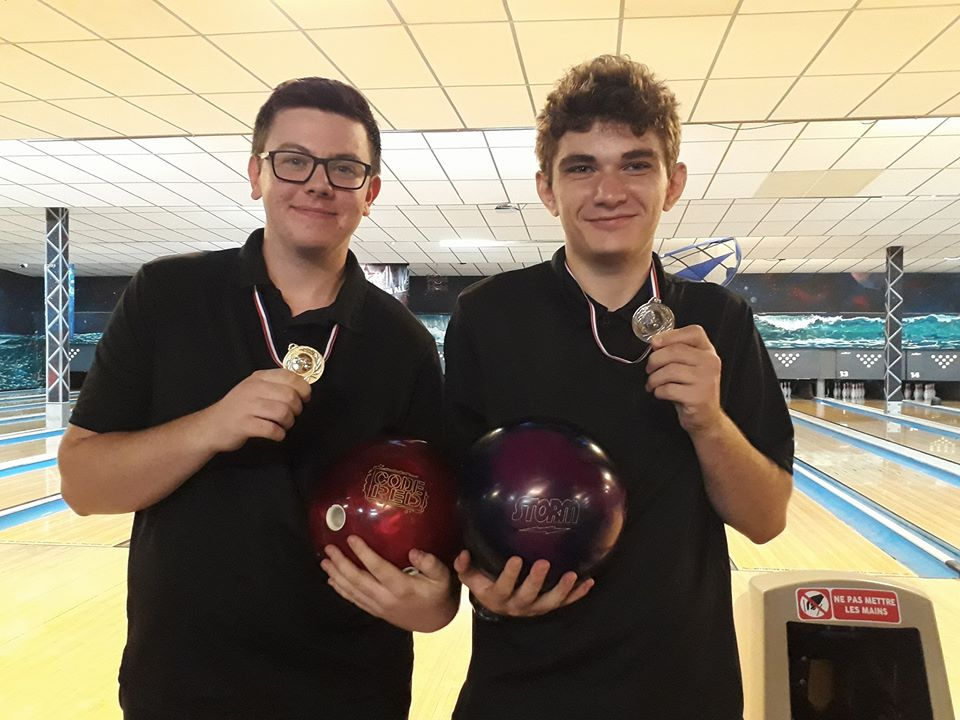 CODE
RED
STORM
13
14
NE PAS METTRE
LES MAINS